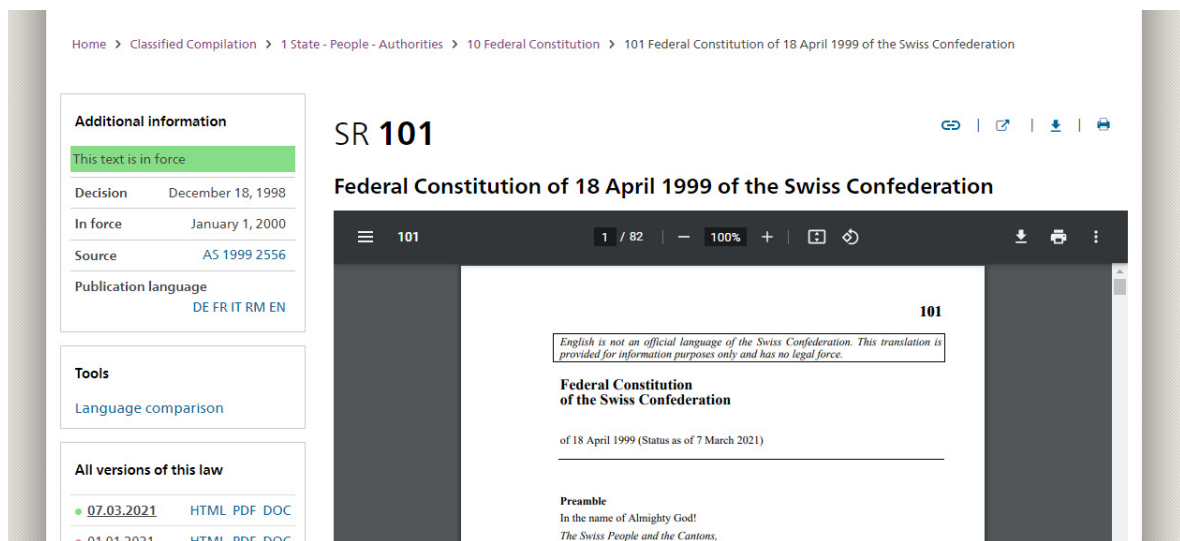 Home > Classified Compilation > 1 State - People - Authorities > 10 Federal Constitution > 101 Federal Constitution of 18 April 1999 of the Swiss Confederation
Additional information
This text is in force
Decision December 18, 1998
In force January 1, 2000
Source AS 1999 2556
Publication language
DE FR IT RM EN
Tools
Language comparison
All versions of this law
07.03.2021 HTML PDF DOC
01.01.2021 HTML PDF DOC
SR 101
Federal Constitution of 18 April 1999 of the Swiss Confederation
101 1 / 82 | − 100% + |
101
English is not an official language of the Swiss Confederation. This translation is
provided for information purposes only and has no legal force.
Federal Constitution
of the Swiss Confederation
of 18 April 1999 (Status as of 7 March 2021)
Preamble
In the name of Almighty God!
The Swiss People and the Cantons,